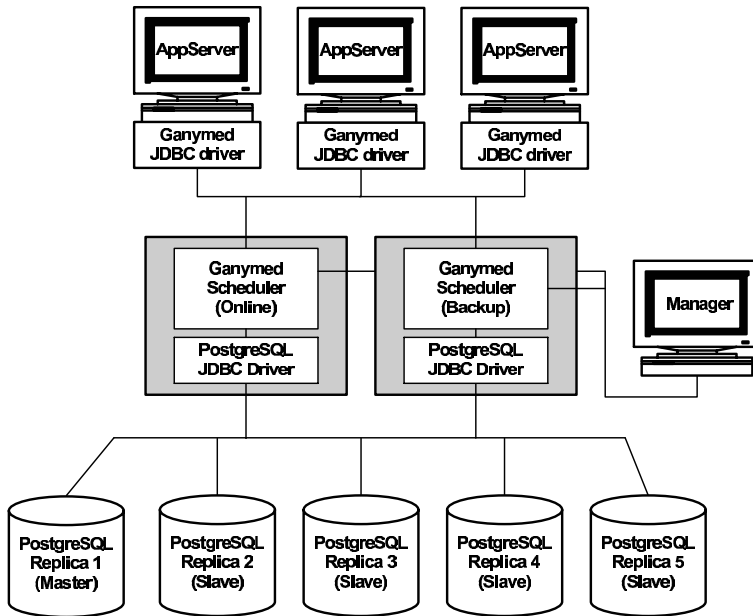 AppServer
AppServer
AppServer
Ganymed
JDBC driver
Ganymed
JDBC driver
Ganymed
JDBC driver
Ganymed
Scheduler
(Online)
Ganymed
Scheduler
(Backup)
Manager
PostgreSQL
JDBC Driver
PostgreSQL
JDBC Driver
PostgreSQL
Replica 1
(Master)
PostgreSQL
Replica 2
(Slave)
PostgreSQL
Replica 3
(Slave)
PostgreSQL
Replica 4
(Slave)
PostgreSQL
Replica 5
(Slave)